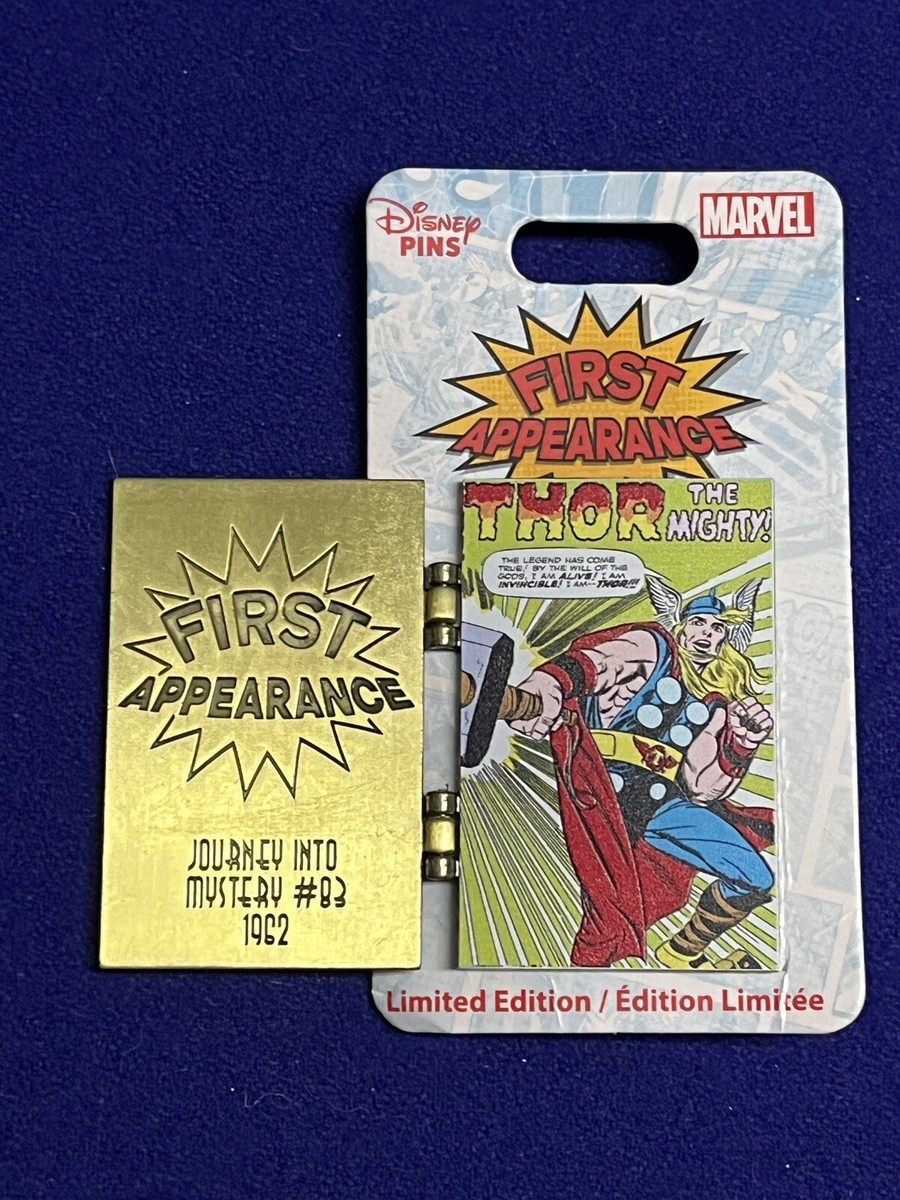 Disney
PINS
MARVEL
FIRST
APPEARANCE
THOR THE
MIGHTY!
THE LEGEND HAS COME
TRUE! BY THE WILL OF THE
GODS, I AM ALIVE! I AM
INVINCIBLE! I AM--THOR!!!
FIRST
APPEARANCE
JOURNEY INTO
MYSTERY #83
1962
Limited Edition / Édition Limitée